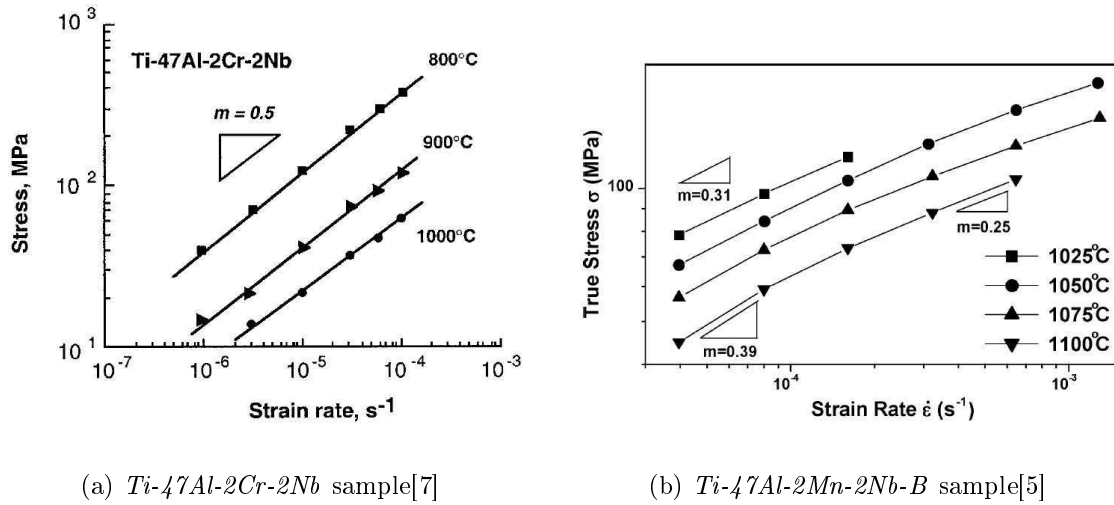 10³
Ti-47Al-2Cr-2Nb
800°C
m = 0.5
900°C
10²
1000°C
10¹
10⁻⁷ 10⁻⁶ 10⁻⁵ 10⁻⁴ 10⁻³
Stress, MPa
Strain rate, s⁻¹
100
m=0.31
m=0.25
m=0.39
1025°C
1050°C
1075°C
1100°C
10⁻⁴ 10⁻³
True Stress σ (MPa)
Strain Rate ε̇ (s⁻¹)
(a) Ti-47Al-2Cr-2Nb sample[7]
(b) Ti-47Al-2Mn-2Nb-B sample[5]